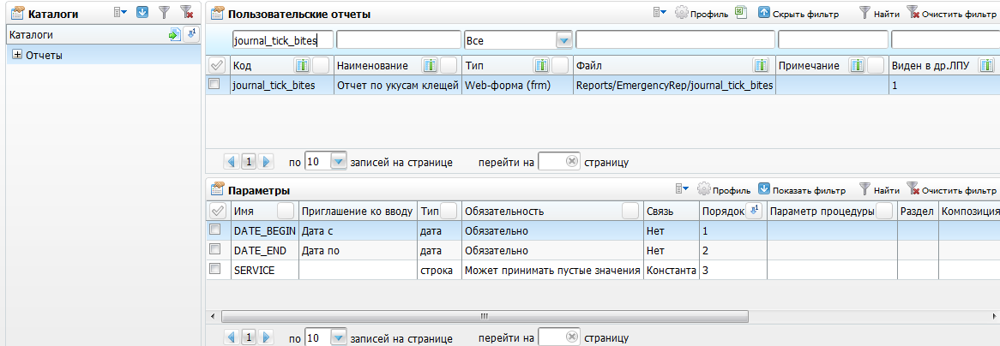 Каталоги
Каталоги
Отчеты
Пользовательские отчеты Профиль Скрыть фильтр Найти Очистить фильтр
journal_tick_bites Все
Код Наименование Тип Файл Примечание Виден в др.ЛПУ
journal_tick_bites Отчет по укусам клещей Web-форма (frm) Reports/EmergencyRep/journal_tick_bites 1
1 по 10 записей на странице перейти на страницу
Параметры Профиль Показать фильтр Найти Очистить фильтр
Имя Приглашение ко вводу Тип Обязательность Связь Порядок Параметр процедуры Раздел Композиция
DATE_BEGIN Дата с дата Обязательно Нет 1
DATE_END Дата по дата Обязательно Нет 2
SERVICE строка Может принимать пустые значения Константа 3
1 по 10 записей на странице перейти на страницу